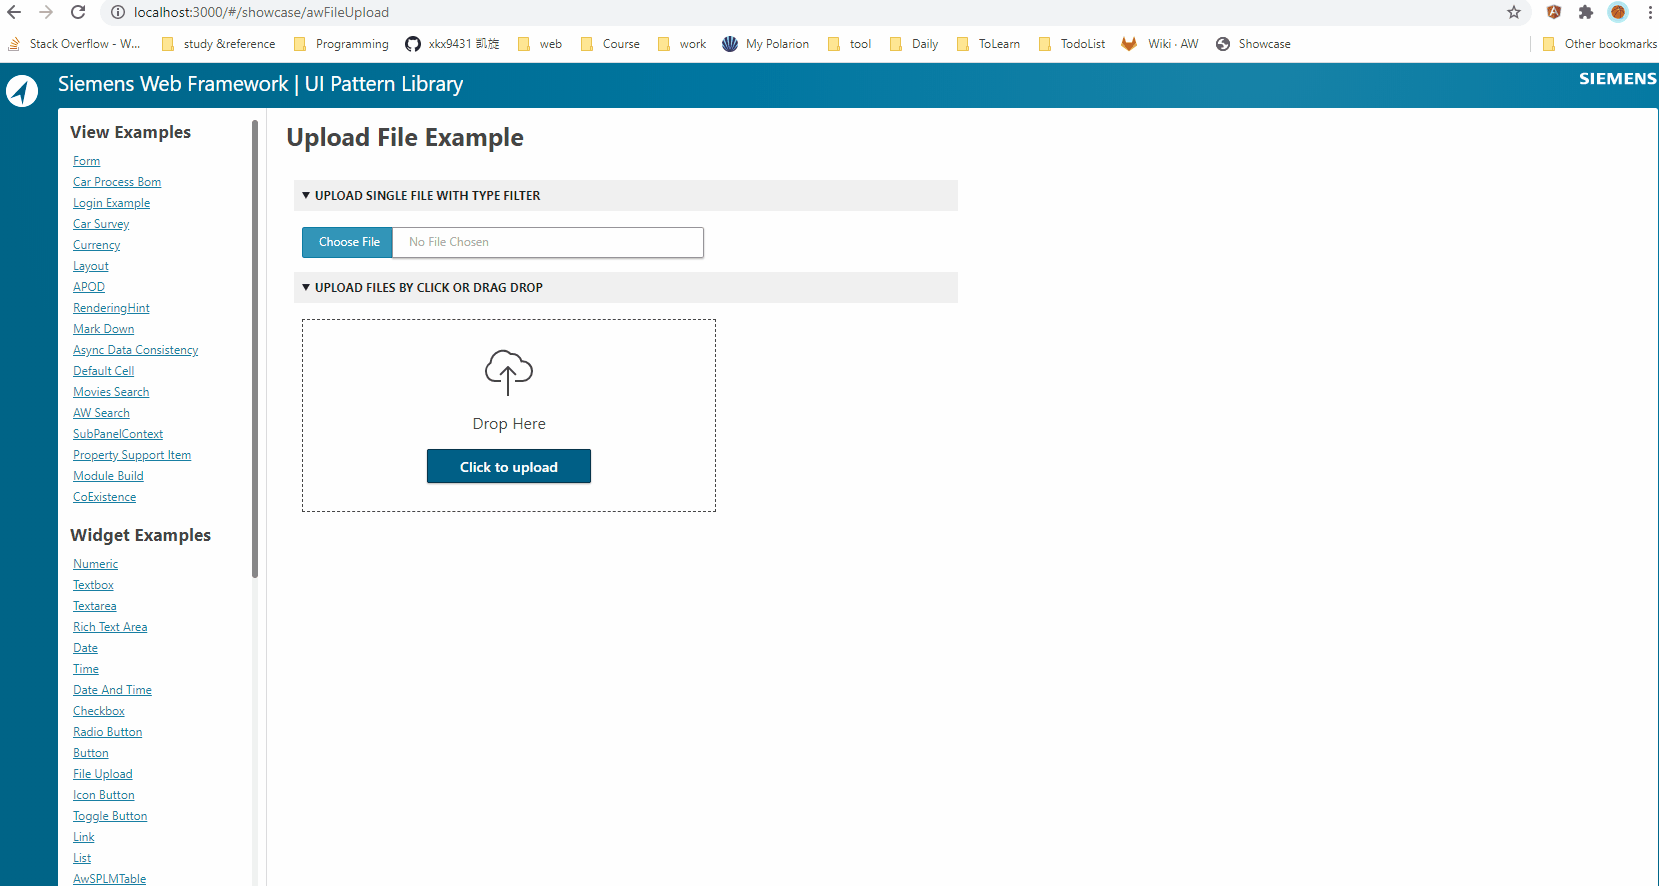 localhost:3000/#/showcase/awFileUpload
Stack Overflow - W... study &reference Programming xkx9431 凯旋 web Course work My Polarion tool Daily ToLearn TodoList Wiki · AW Showcase Other bookmarks
Siemens Web Framework | UI Pattern Library
SIEMENS
View Examples
Form
Car Process Bom
Login Example
Car Survey
Currency
Layout
APOD
RenderingHint
Mark Down
Async Data Consistency
Default Cell
Movies Search
AW Search
SubPanelContext
Property Support Item
Module Build
CoExistence
Widget Examples
Numeric
Textbox
Textarea
Rich Text Area
Date
Time
Date And Time
Checkbox
Radio Button
Button
File Upload
Icon Button
Toggle Button
Link
List
AwSPLMTable
Upload File Example
UPLOAD SINGLE FILE WITH TYPE FILTER
Choose File No File Chosen
UPLOAD FILES BY CLICK OR DRAG DROP
Drop Here
Click to upload